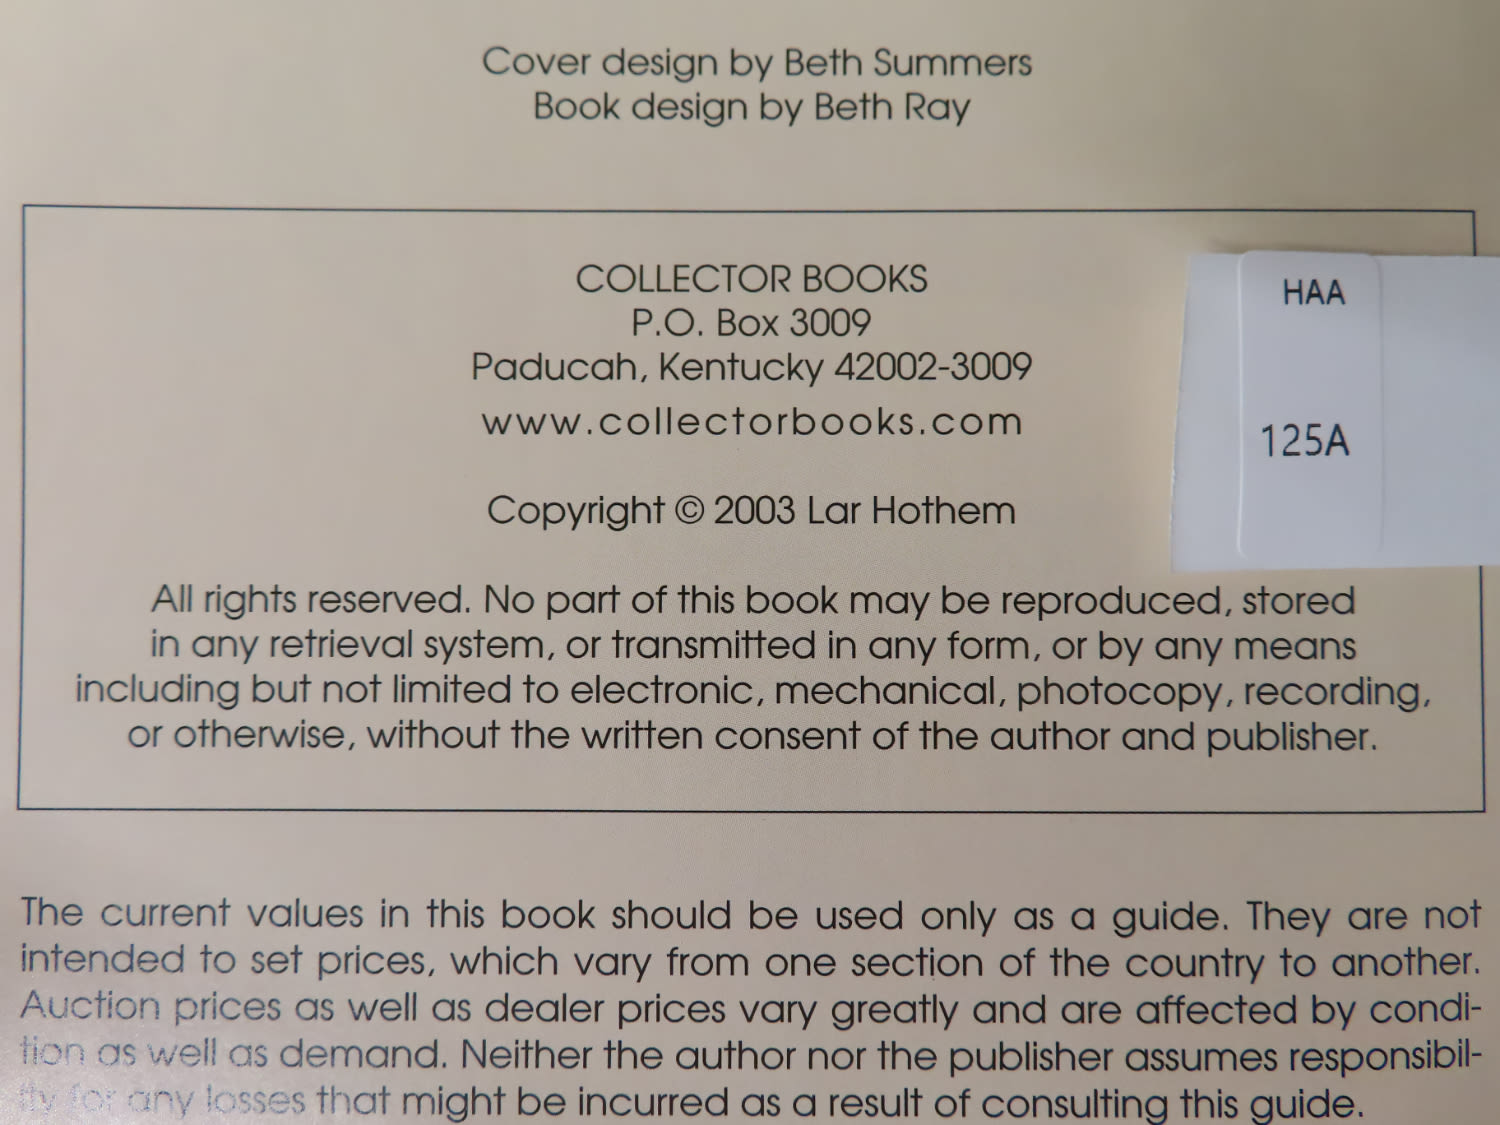 Cover design by Beth Summers
Book design by Beth Ray
COLLECTOR BOOKS
P.O. Box 3009
Paducah, Kentucky 42002-3009
www.collectorbooks.com
Copyright © 2003 Lar Hothem
All rights reserved. No part of this book may be reproduced, stored
in any retrieval system, or transmitted in any form, or by any means
including but not limited to electronic, mechanical, photocopy, recording,
or otherwise, without the written consent of the author and publisher.
HAA
125A
The current values in this book should be used only as a guide. They are not
intended to set prices, which vary from one section of the country to another.
Auction prices as well as dealer prices vary greatly and are affected by condi-
tion as well as demand. Neither the author nor the publisher assumes responsibil-
ity for any losses that might be incurred as a result of consulting this guide.